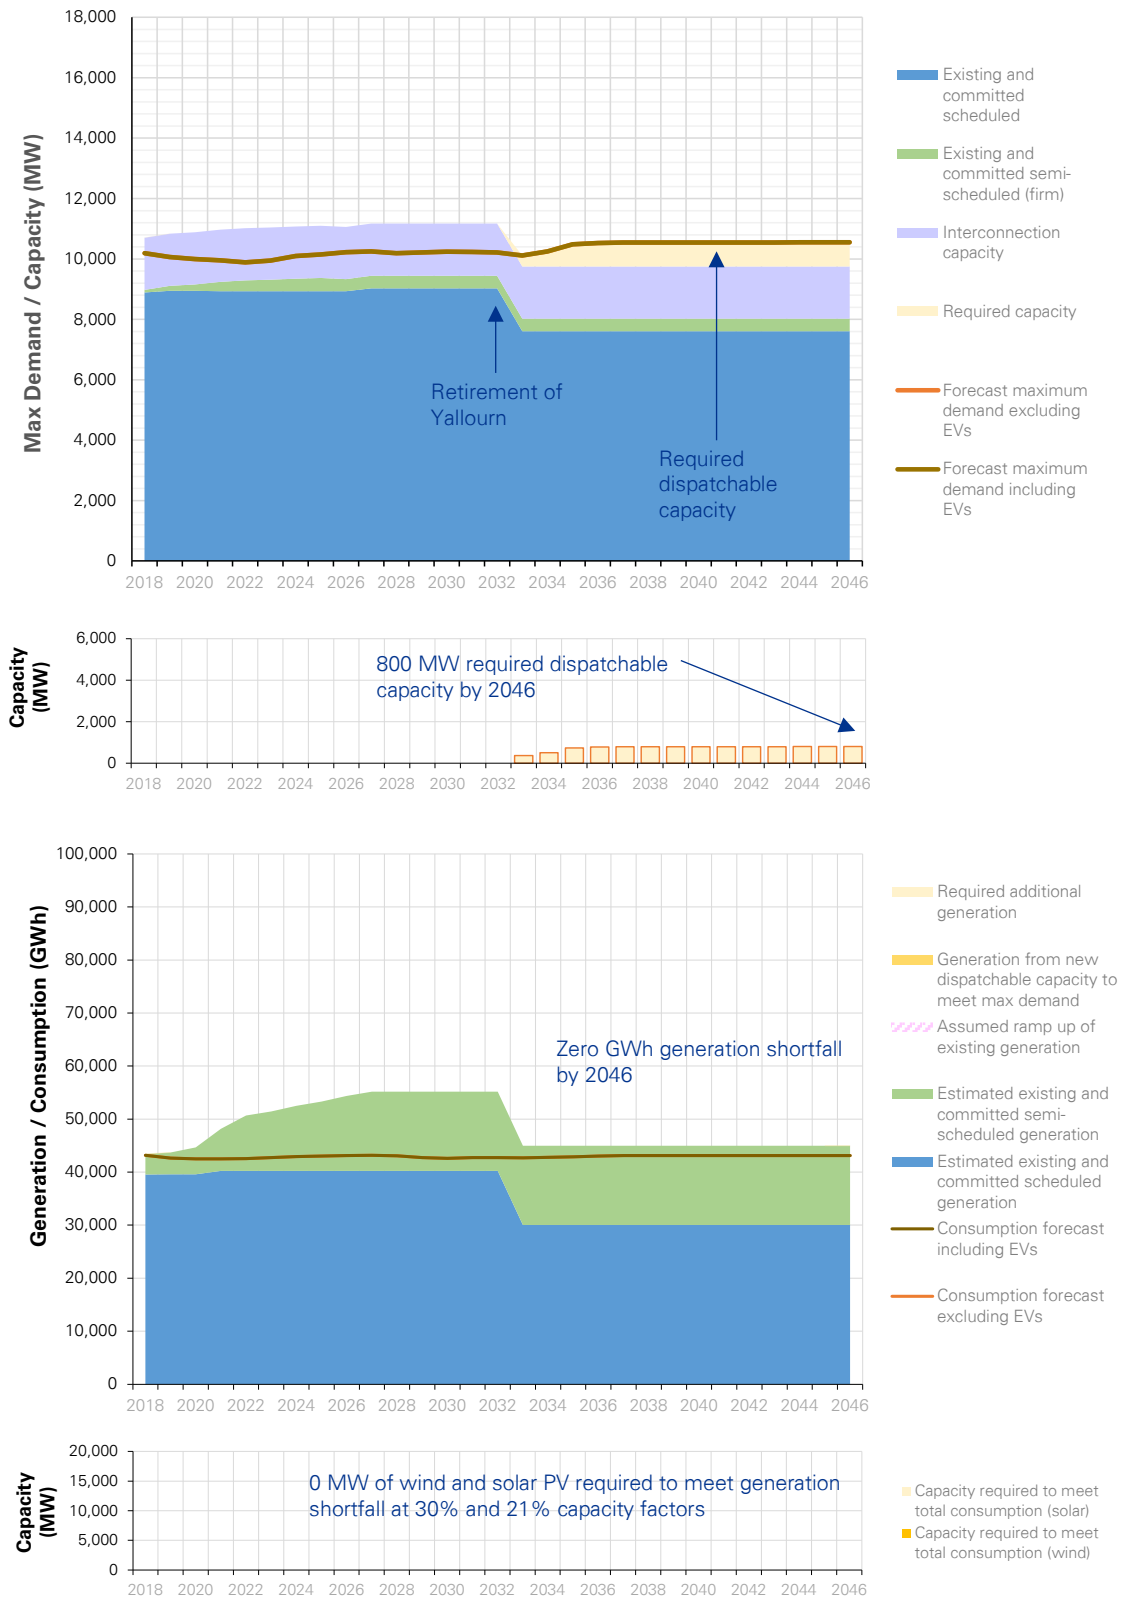 Max Demand / Capacity (MW)
18,000
16,000
14,000
12,000
10,000
8,000
6,000
4,000
2,000
0
2018 2020 2022 2024 2026 2028 2030 2032 2034 2036 2038 2040 2042 2044 2046
Retirement of
Yallourn
Required
dispatchable
capacity
Existing and
committed
scheduled
Existing and
committed semi-
scheduled (firm)
Interconnection
capacity
Required capacity
Forecast maximum
demand excluding
EVs
Forecast maximum
demand including
EVs
Capacity
(MW)
6,000
4,000
2,000
0
800 MW required dispatchable
capacity by 2046
2018 2020 2022 2024 2026 2028 2030 2032 2034 2036 2038 2040 2042 2044 2046
Generation / Consumption (GWh)
100,000
90,000
80,000
70,000
60,000
50,000
40,000
30,000
20,000
10,000
0
Zero GWh generation shortfall
by 2046
2018 2020 2022 2024 2026 2028 2030 2032 2034 2036 2038 2040 2042 2044 2046
Required additional
generation
Generation from new
dispatchable capacity to
meet max demand
Assumed ramp up of
existing generation
Estimated existing and
committed semi-
scheduled generation
Estimated existing and
committed scheduled
generation
Consumption forecast
including EVs
Consumption forecast
excluding EVs
Capacity
(MW)
20,000
15,000
10,000
5,000
0
0 MW of wind and solar PV required to meet generation
shortfall at 30% and 21% capacity factors
2018 2020 2022 2024 2026 2028 2030 2032 2034 2036 2038 2040 2042 2044 2046
Capacity required to meet
total consumption (solar)
Capacity required to meet
total consumption (wind)